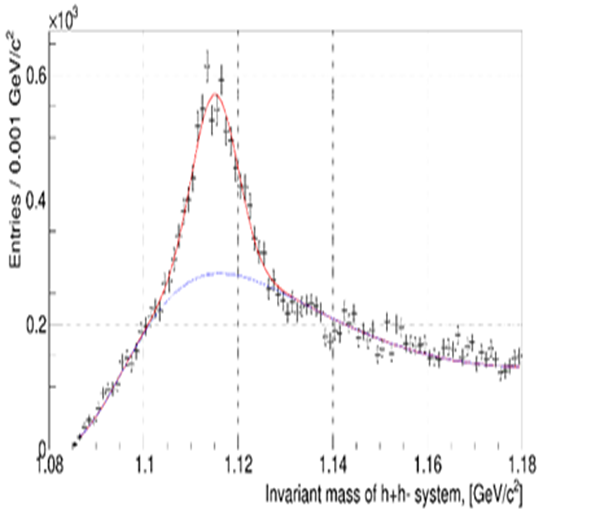 ×10³
Entries / 0.001 GeV/c²
0.6
0.4
0.2
0
1.08 1.1 1.12 1.14 1.16 1.18
Invariant mass of h+h- system, [GeV/c²]